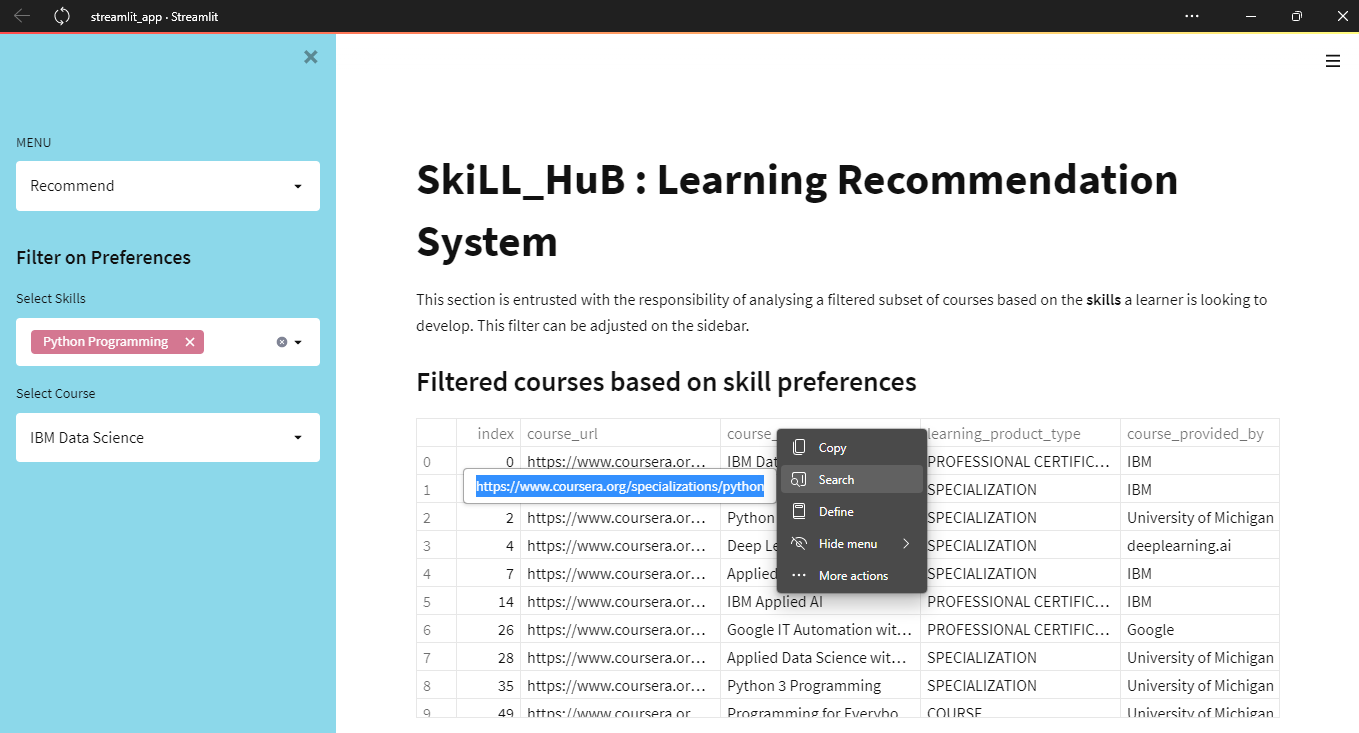 streamlit_app · Streamlit
MENU
Recommend
Filter on Preferences
Select Skills
Python Programming
Select Course
IBM Data Science
SkiLL_HuB : Learning Recommendation
System
This section is entrusted with the responsibility of analysing a filtered subset of courses based on the skills a learner is looking to
develop. This filter can be adjusted on the sidebar.
Filtered courses based on skill preferences
index course_url course_ learning_product_type course_provided_by
0 0 https://www.coursera.or... IBM Dat PROFESSIONAL CERTIFIC... IBM
1 https://www.coursera.org/specializations/python SPECIALIZATION IBM
2 2 https://www.coursera.or... Python SPECIALIZATION University of Michigan
3 4 https://www.coursera.or... Deep Le SPECIALIZATION deeplearning.ai
4 7 https://www.coursera.or... Applied SPECIALIZATION IBM
5 14 https://www.coursera.or... IBM Applied AI PROFESSIONAL CERTIFIC... IBM
6 26 https://www.coursera.or... Google IT Automation wit... PROFESSIONAL CERTIFIC... Google
7 28 https://www.coursera.or... Applied Data Science wit... SPECIALIZATION University of Michigan
8 35 https://www.coursera.or... Python 3 Programming SPECIALIZATION University of Michigan
9 49 https://www.coursera.or Programming for Everybo COURSE University of Michigan
Copy
Search
Define
Hide menu
More actions